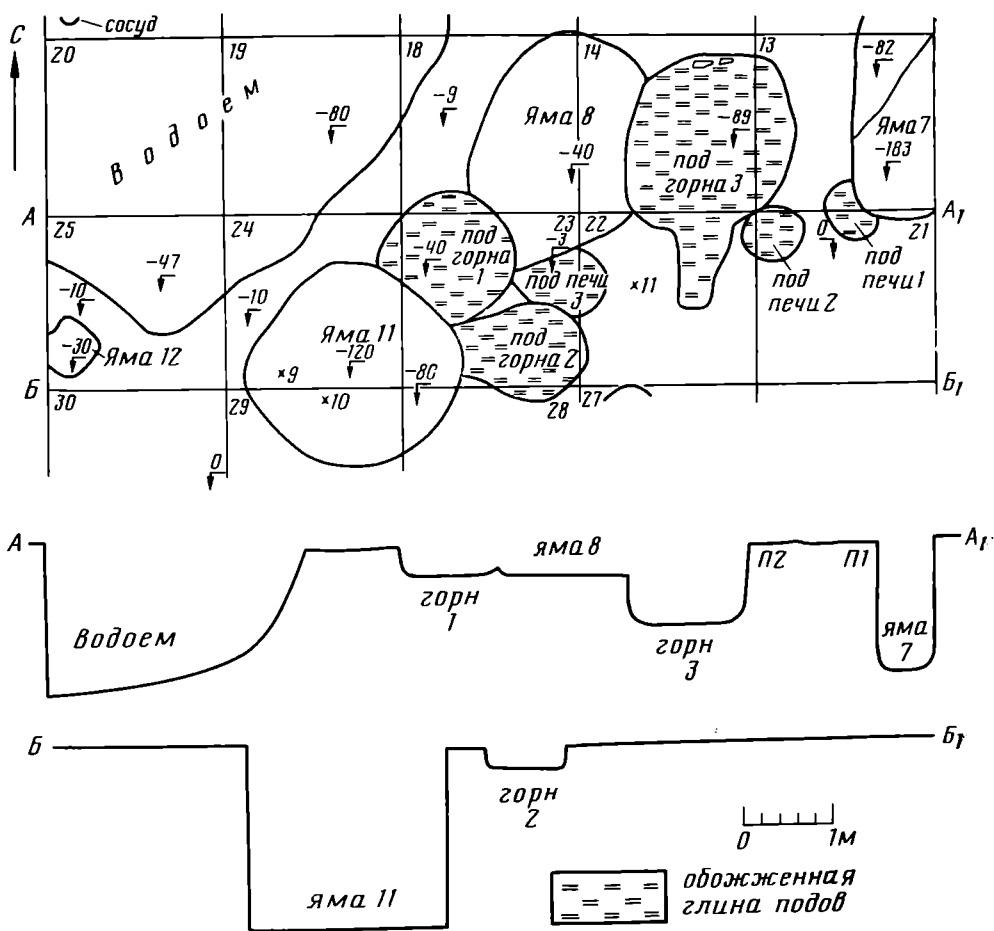 С
сосуд
20
19
18
14
13
-82
Водоем
-80
-9
Яма 8
-89
Яма 7
-183
-40
под
горна 3
А
25
24
23
22
21
А₁
-47
-40
под
горна
1
-3
под печи
3
×11
0
под
печи 2
под
печи 1
-10
-10
-30
Яма 12
Яма 11
-120
под
горна 2
×9
×10
-80
Б
30
29
28
27
Б₁
0
А
А₁
яма 8
П2
П1
Водоем
горн
1
горн
3
яма
7
Б
Б₁
горн
2
яма 11
0
1м
обожженная
глина подов